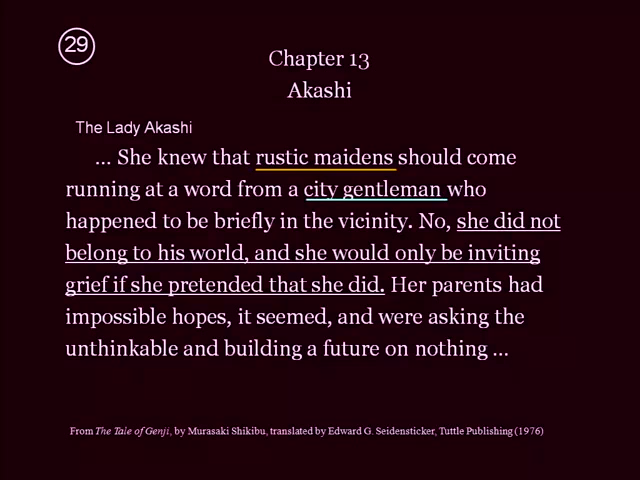 29
Chapter 13
Akashi
The Lady Akashi
... She knew that rustic maidens should come
running at a word from a city gentleman who
happened to be briefly in the vicinity. No, she did not
belong to his world, and she would only be inviting
grief if she pretended that she did. Her parents had
impossible hopes, it seemed, and were asking the
unthinkable and building a future on nothing ...
From The Tale of Genji, by Murasaki Shikibu, translated by Edward G. Seidensticker, Tuttle Publishing (1976)